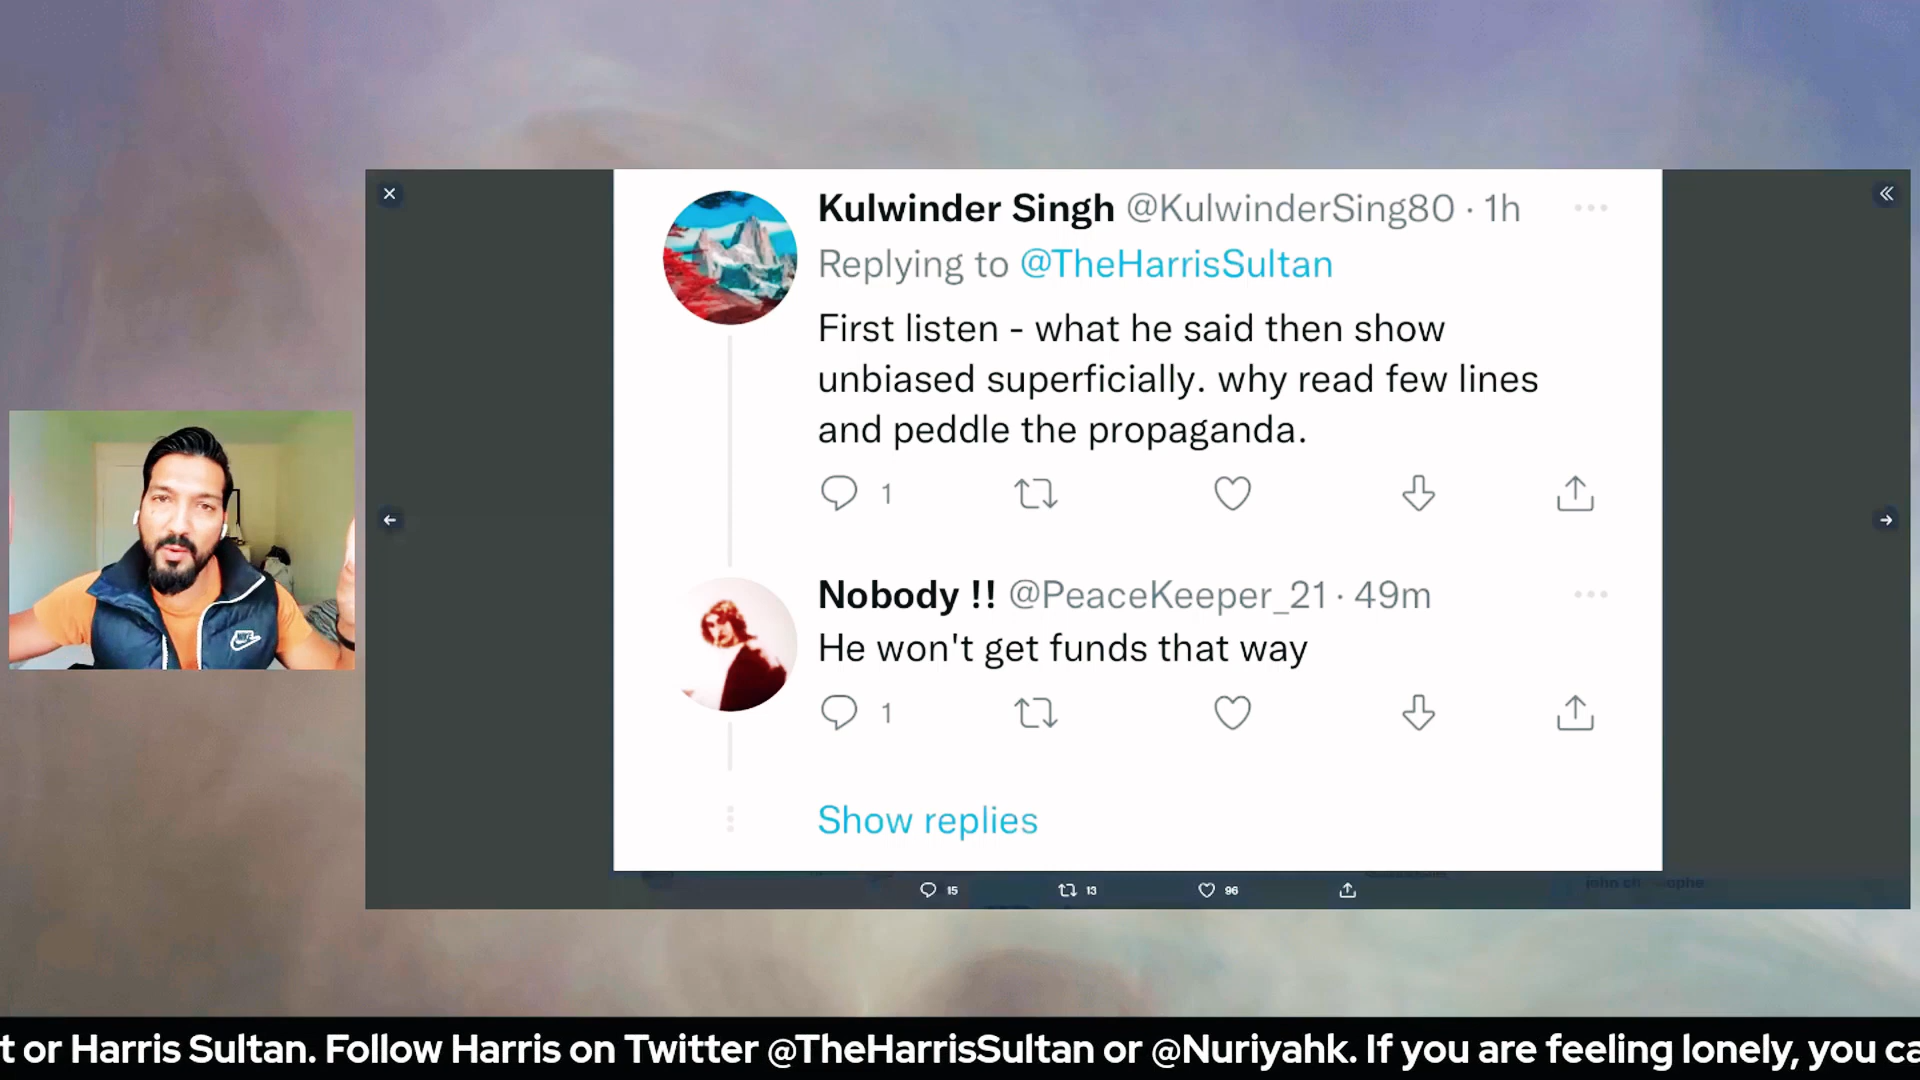 Kulwinder Singh @KulwinderSing80 · 1h
Replying to @TheHarrisSultan
First listen - what he said then show
unbiased superficially. why read few lines
and peddle the propaganda.
1
Nobody !! @PeaceKeeper_21 · 49m
He won't get funds that way
1
Show replies
15 13 96
t or Harris Sultan. Follow Harris on Twitter @TheHarrisSultan or @Nuriyahk. If you are feeling lonely, you ca